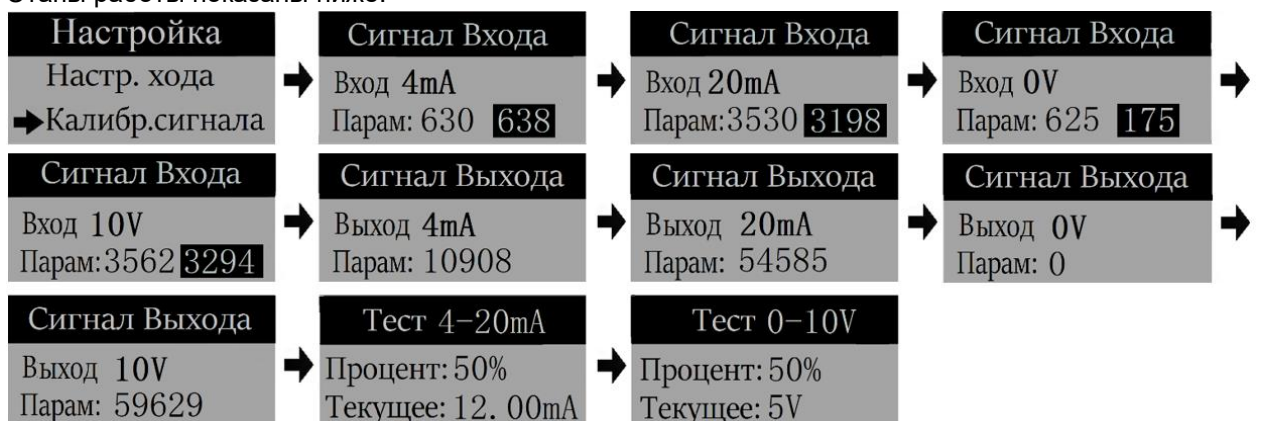 Этапы работы показаны ниже:
Настройка
Настр. хода
Калибр.сигнала
Сигнал Входа
Вход 4mA
Парам: 630 638
Сигнал Входа
Вход 20mA
Парам:3530 3198
Сигнал Входа
Вход 0V
Парам: 625 175
Сигнал Входа
Вход 10V
Парам:3562 3294
Сигнал Выхода
Выход 4mA
Парам: 10908
Сигнал Выхода
Выход 20mA
Парам: 54585
Сигнал Выхода
Выход 0V
Парам: 0
Сигнал Выхода
Выход 10V
Парам: 59629
Тест 4-20mA
Процент: 50%
Текущее: 12.00mA
Тест 0-10V
Процент: 50%
Текущее: 5V